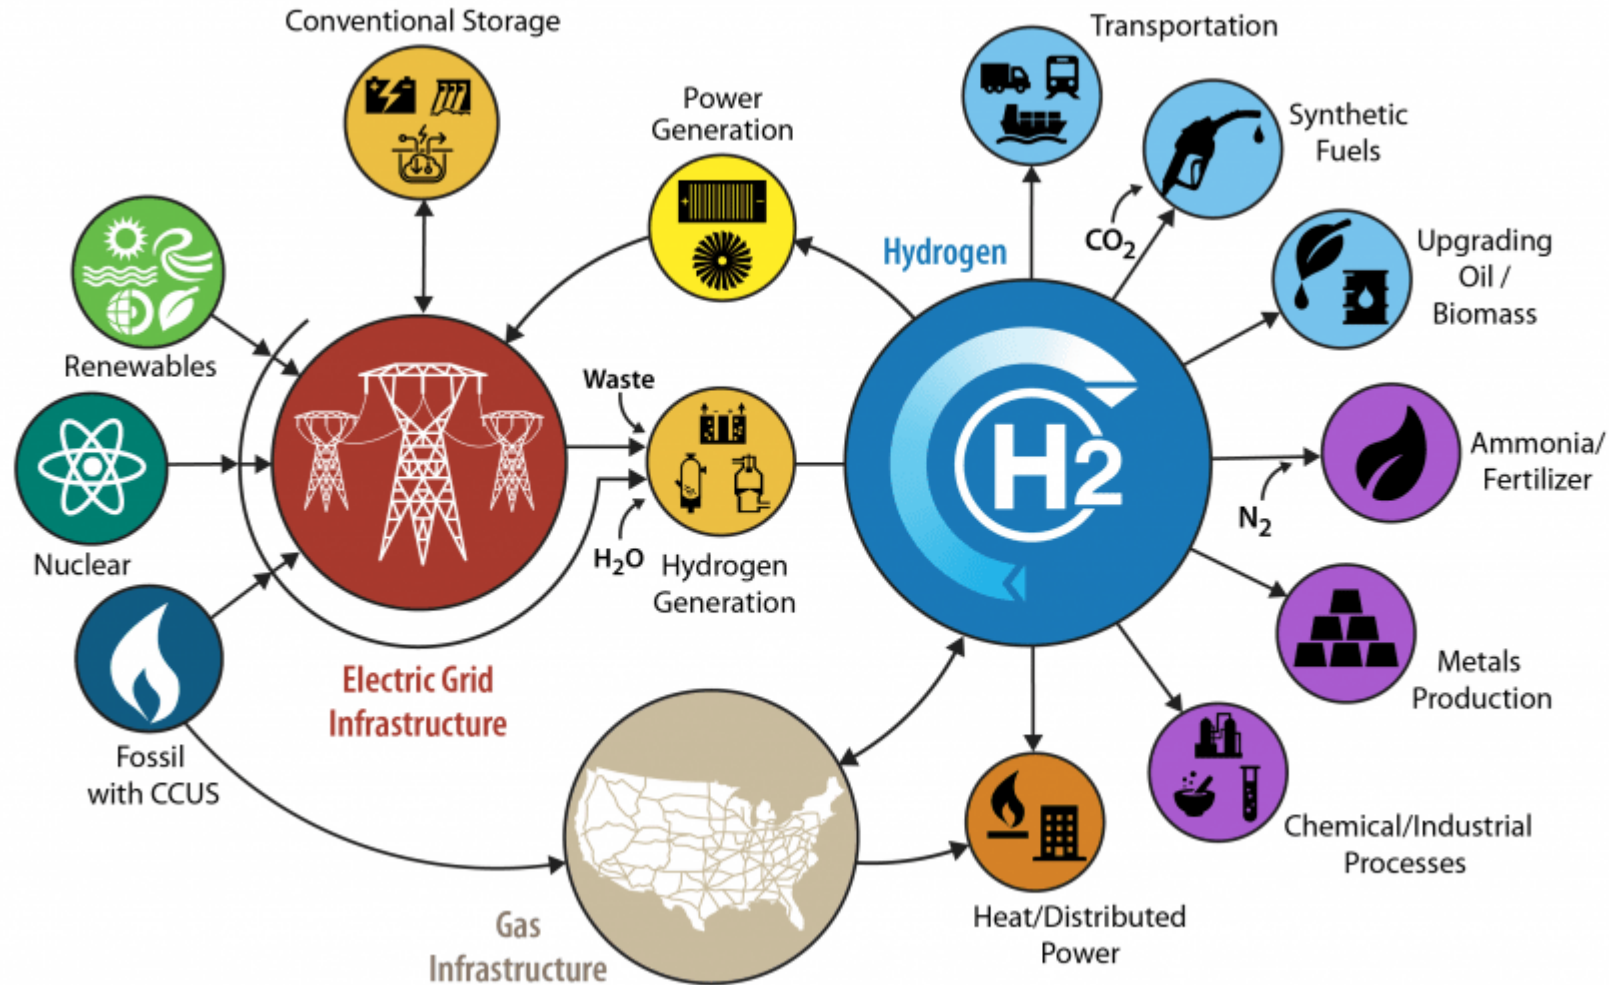 Conventional Storage
Transportation
Power
Generation
Synthetic
Fuels
CO₂
Hydrogen
Upgrading
Oil /
Biomass
Renewables
Waste
H2
Ammonia/
Fertilizer
N₂
Nuclear
H₂O
Hydrogen
Generation
Electric Grid
Infrastructure
Metals
Production
Fossil
with CCUS
Chemical/Industrial
Processes
Gas
Infrastructure
Heat/Distributed
Power